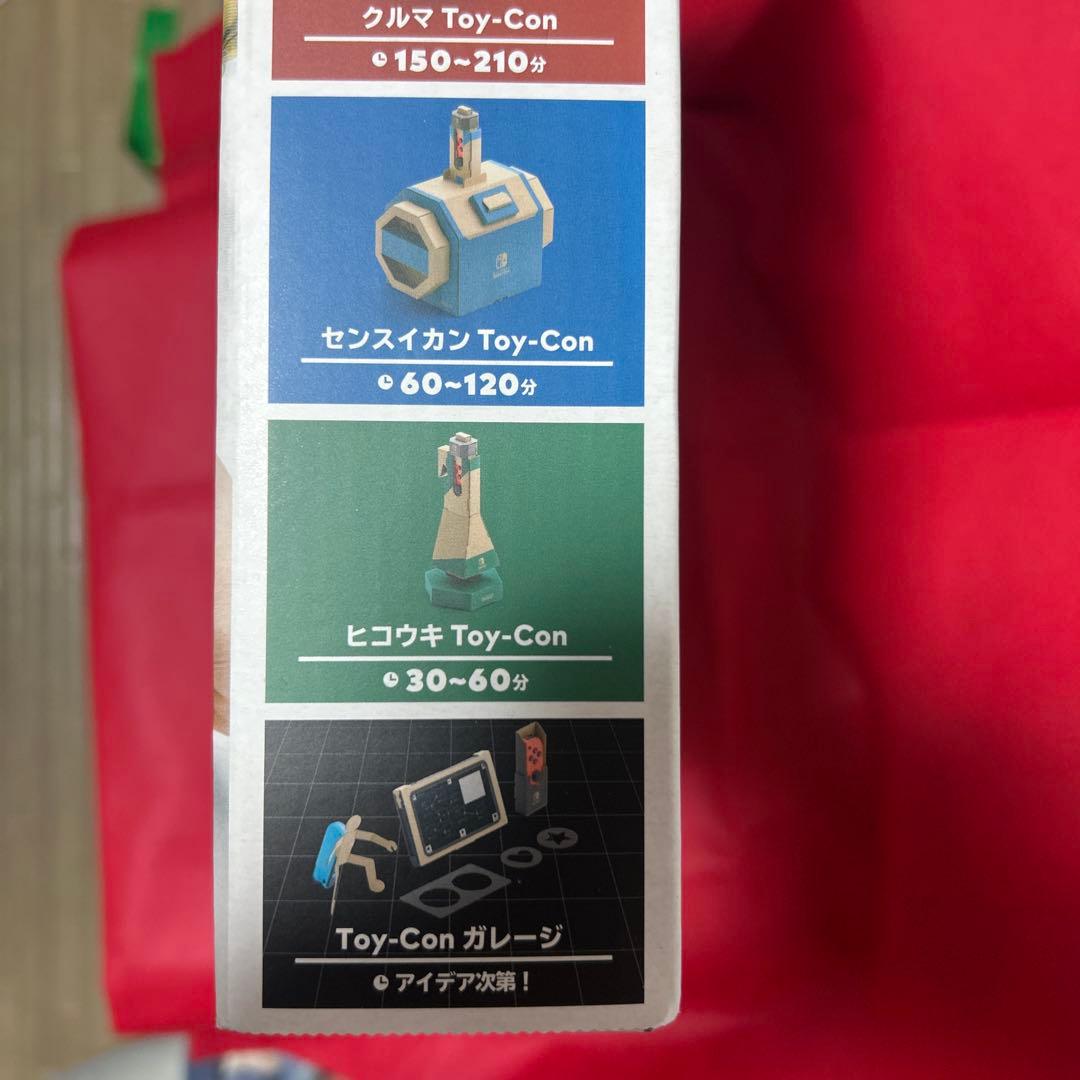 クルマ Toy-Con
150~210分
センスイカン Toy-Con
60~120分
ヒコウキ Toy-Con
30~60分
Toy-Con ガレージ
アイデア次第！